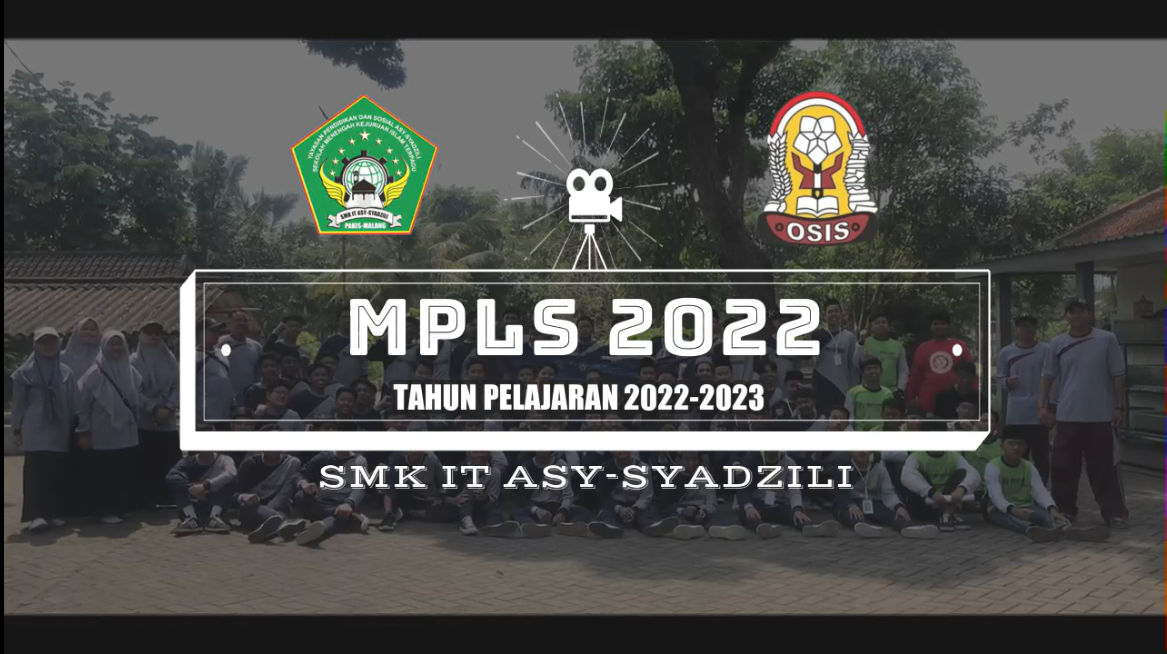 YAYASAN PENDIDIKAN DAN SOSIAL ASY-SYADZILI
SEKOLAH MENENGAH KEJURUAN ISLAM TERPADU
SMK IT ASY-SYADZILI
PAKIS-MALANG
OSIS
MPLS 2022
TAHUN PELAJARAN 2022-2023
SMK IT ASY-SYADZILI